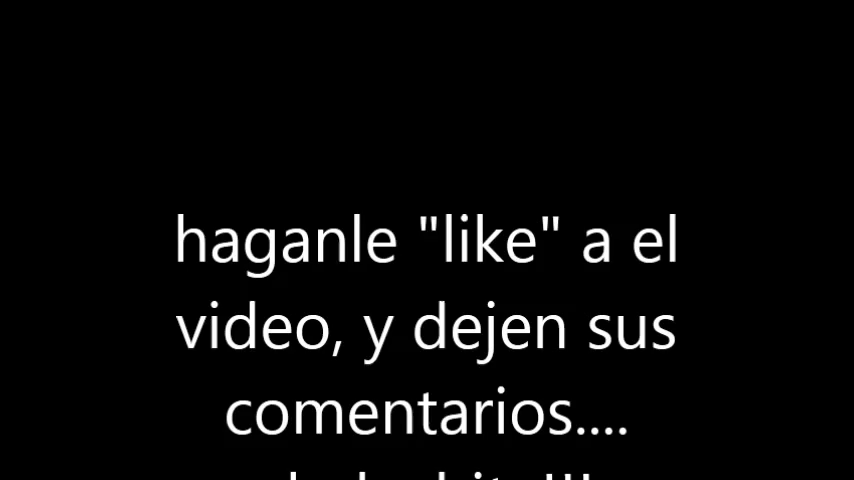 haganle "like" a el
video, y dejen sus
comentarios....